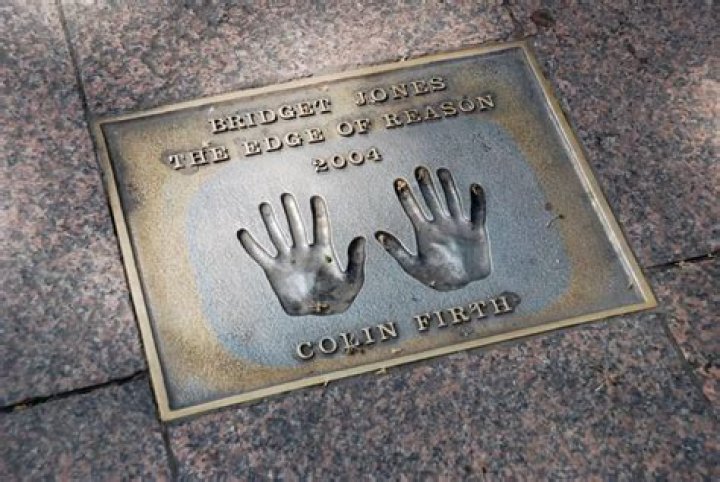 BRIDGET JONES
THE EDGE OF REASON
2004
COLIN FIRTH